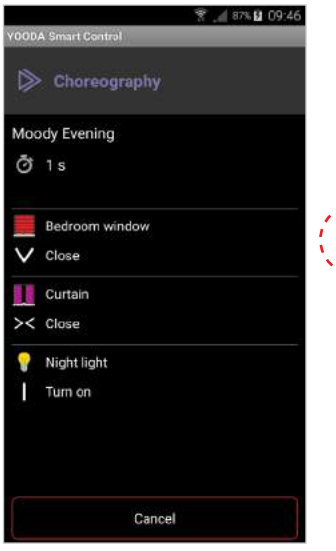 87% 09:46
YOODA Smart Control
Choreography
Moody Evening
1 s
Bedroom window
Close
Curtain
Close
Night light
Turn on
Cancel